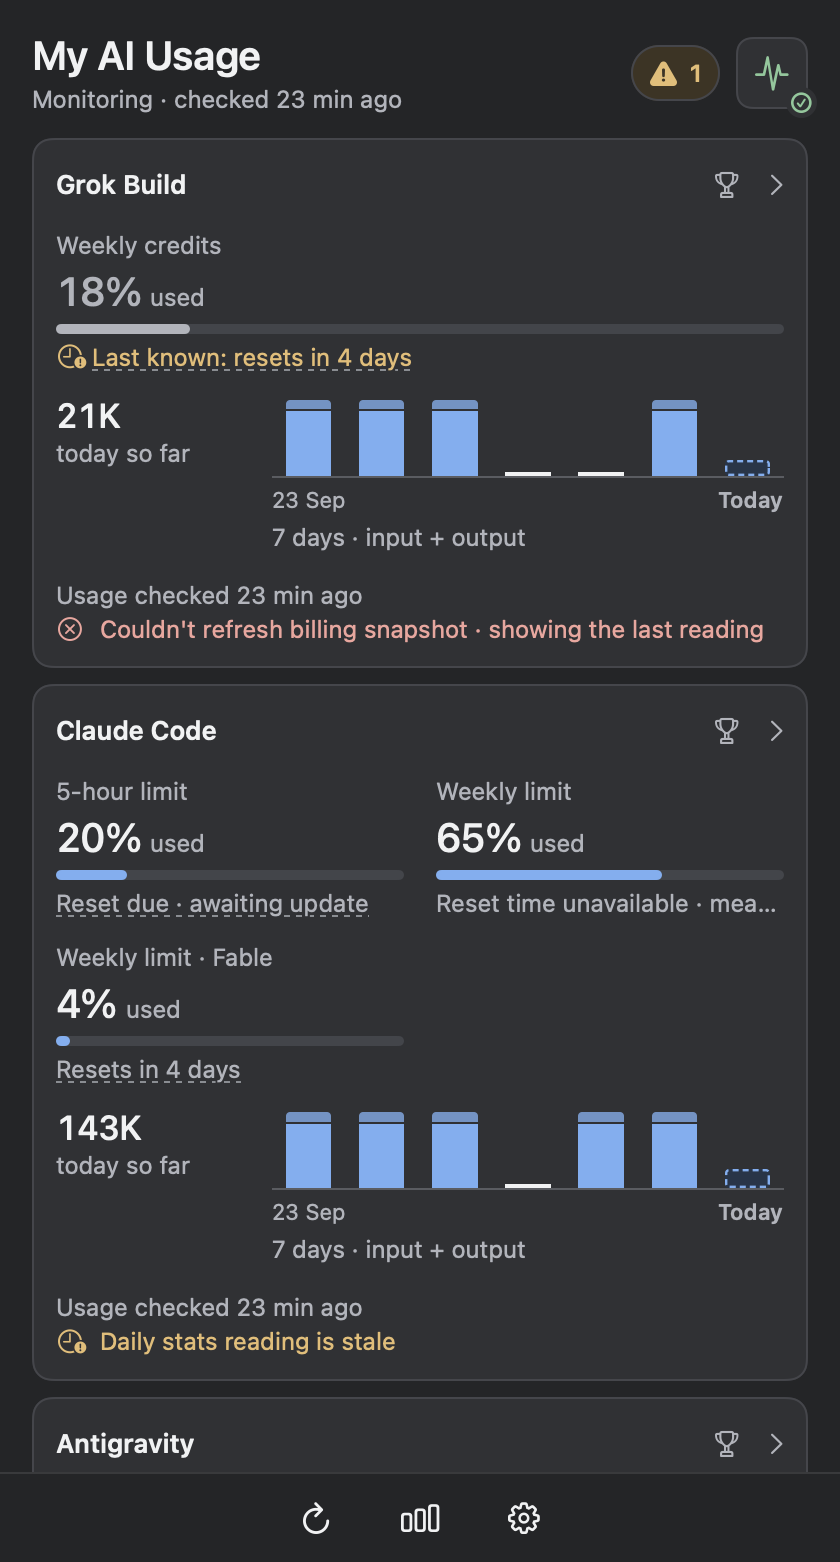 My AI Usage
Monitoring · checked 23 min ago
1
Grok Build
Weekly credits
18% used
Last known: resets in 4 days
21K
today so far
23 Sep
Today
7 days · input + output
Usage checked 23 min ago
Couldn't refresh billing snapshot · showing the last reading
Claude Code
5-hour limit
20% used
Reset due · awaiting update
Weekly limit
65% used
Reset time unavailable · mea...
Weekly limit · Fable
4% used
Resets in 4 days
143K
today so far
23 Sep
Today
7 days · input + output
Usage checked 23 min ago
Daily stats reading is stale
Antigravity